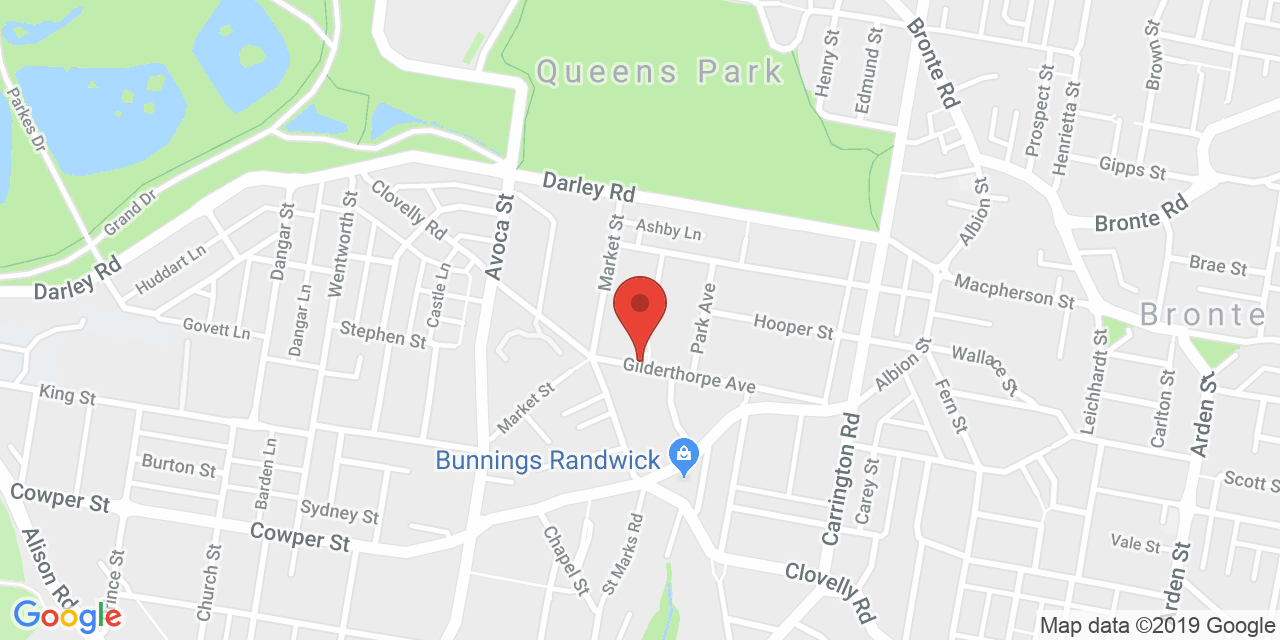 Queens Park
Henry St
Edmund St
Bronte Rd
Brown St
Prospect St
Henrietta St
Gipps St
Parkes Dr
Grand Dr
Clovelly Rd
Darley Rd
Ashby Ln
Albion St
Bronte Rd
Avoca St
Market St
Dangar St
Wentworth St
Huddart Ln
Darley Rd
Castle Ln
Dangar Ln
Brae St
Macpherson St
Bronte
Govett Ln
Stephen St
Park Ave
Hooper St
Wallace St
Albion St
Leichhardt St
Gilderthorpe Ave
Fern St
Carlton St
Arden St
King St
Market St
Bunnings Randwick
Burton St
Barden Ln
Carrington Rd
Carey St
Scott S
Cowper St
Sydney St
Cowper St
Alison Rd
Chapel St
St Marks Rd
Vale St
Arden St
Prince St
Church St
Clovelly Rd
Google
Map data ©2019 Google